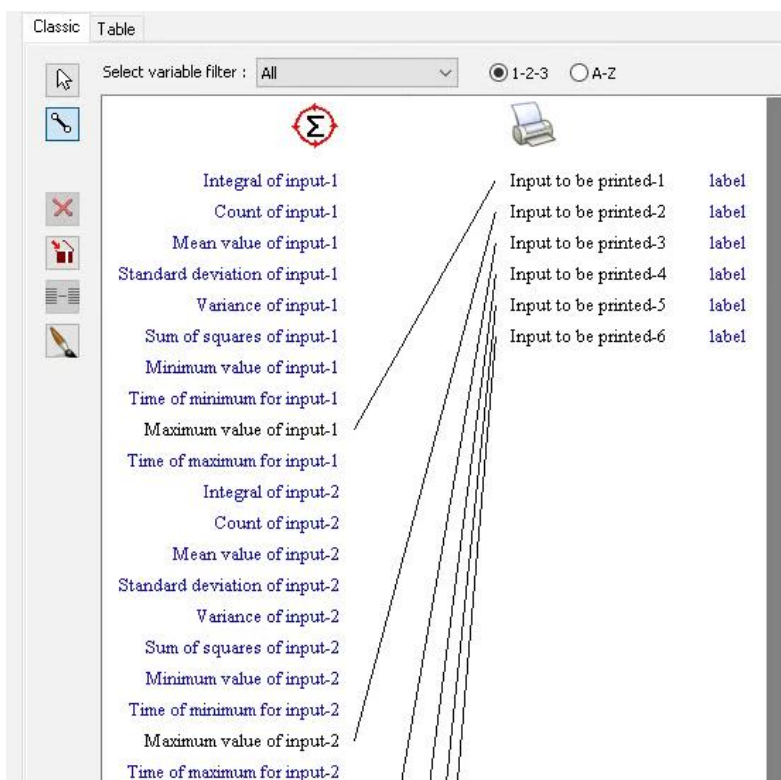 Classic Table
Select variable filter : All 1-2-3 A-Z
Σ
Integral of input-1 Input to be printed-1 label
Count of input-1 Input to be printed-2 label
Mean value of input-1 Input to be printed-3 label
Standard deviation of input-1 Input to be printed-4 label
Variance of input-1 Input to be printed-5 label
Sum of squares of input-1 Input to be printed-6 label
Minimum value of input-1
Time of minimum for input-1
Maximum value of input-1
Time of maximum for input-1
Integral of input-2
Count of input-2
Mean value of input-2
Standard deviation of input-2
Variance of input-2
Sum of squares of input-2
Minimum value of input-2
Time of minimum for input-2
Maximum value of input-2
Time of maximum for input-2